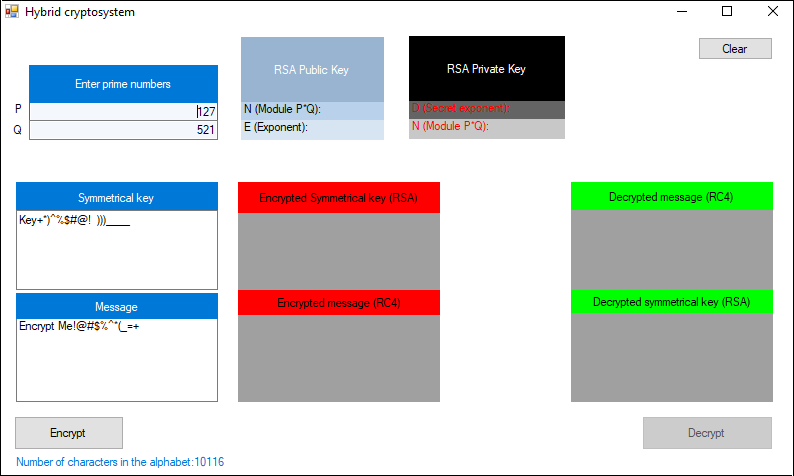 Hybrid cryptosystem
Enter prime numbers
P
127
Q
521
RSA Public Key
N (Module P*Q):
E (Exponent):
RSA Private Key
D (Secret exponent):
N (Module P*Q):
Clear
Symmetrical key
Key+*)^%$#@! )))____
Message
Encrypt Me!@#$%^*(_=+
Encrypted Symmetrical key (RSA)
Encrypted message (RC4)
Decrypted message (RC4)
Decrypted symmetrical key (RSA)
Encrypt
Decrypt
Number of characters in the alphabet:10116